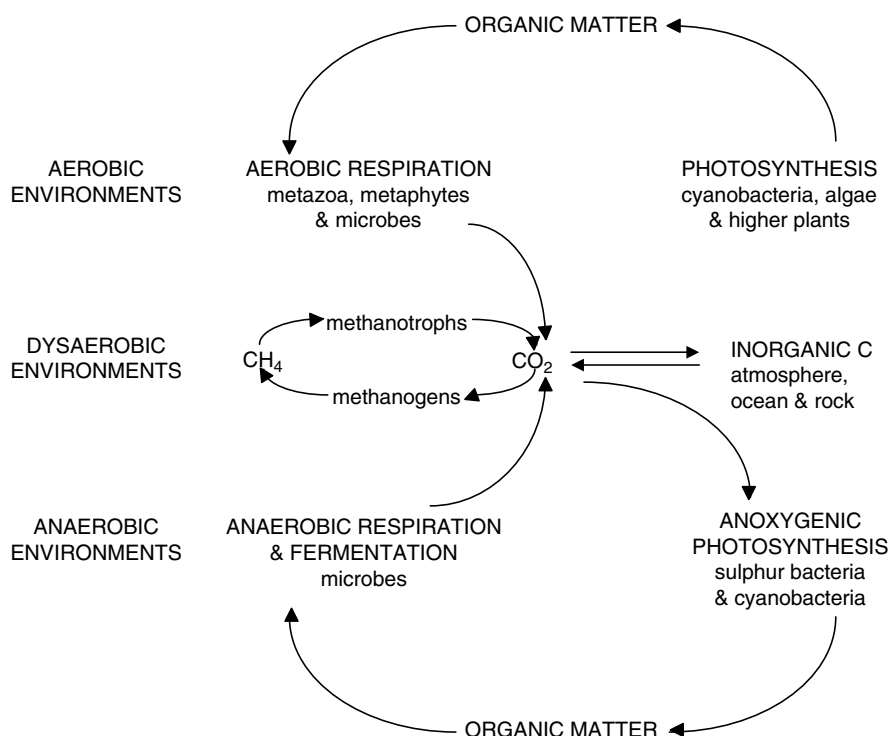 ORGANIC MATTER
AEROBIC
ENVIRONMENTS
AEROBIC RESPIRATION
metazoa, metaphytes
& microbes
PHOTOSYNTHESIS
cyanobacteria, algae
& higher plants
DYSAEROBIC
ENVIRONMENTS
CH4
methanotrophs
methanogens
CO2
INORGANIC C
atmosphere,
ocean & rock
ANAEROBIC
ENVIRONMENTS
ANAEROBIC RESPIRATION
& FERMENTATION
microbes
ANOXYGENIC
PHOTOSYNTHESIS
sulphur bacteria
& cyanobacteria
ORGANIC MATTER